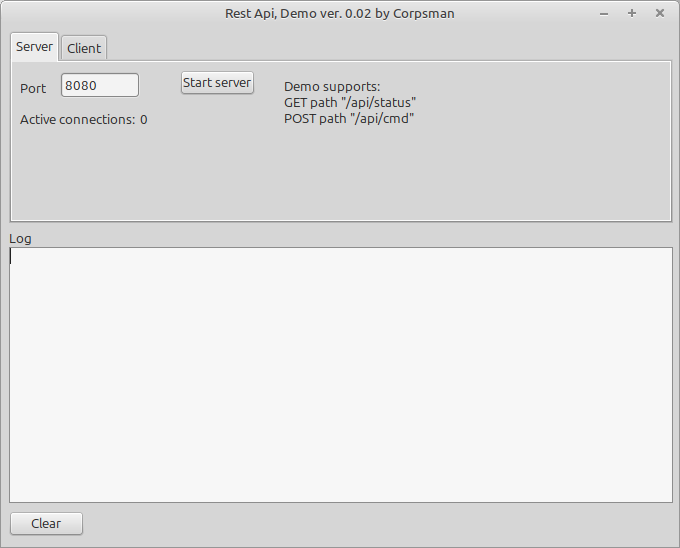 Rest Api, Demo ver. 0.02 by Corpsman
Server
Client
Port
8080
Start server
Demo supports:
GET path "/api/status"
POST path "/api/cmd"
Active connections: 0
Log
Clear